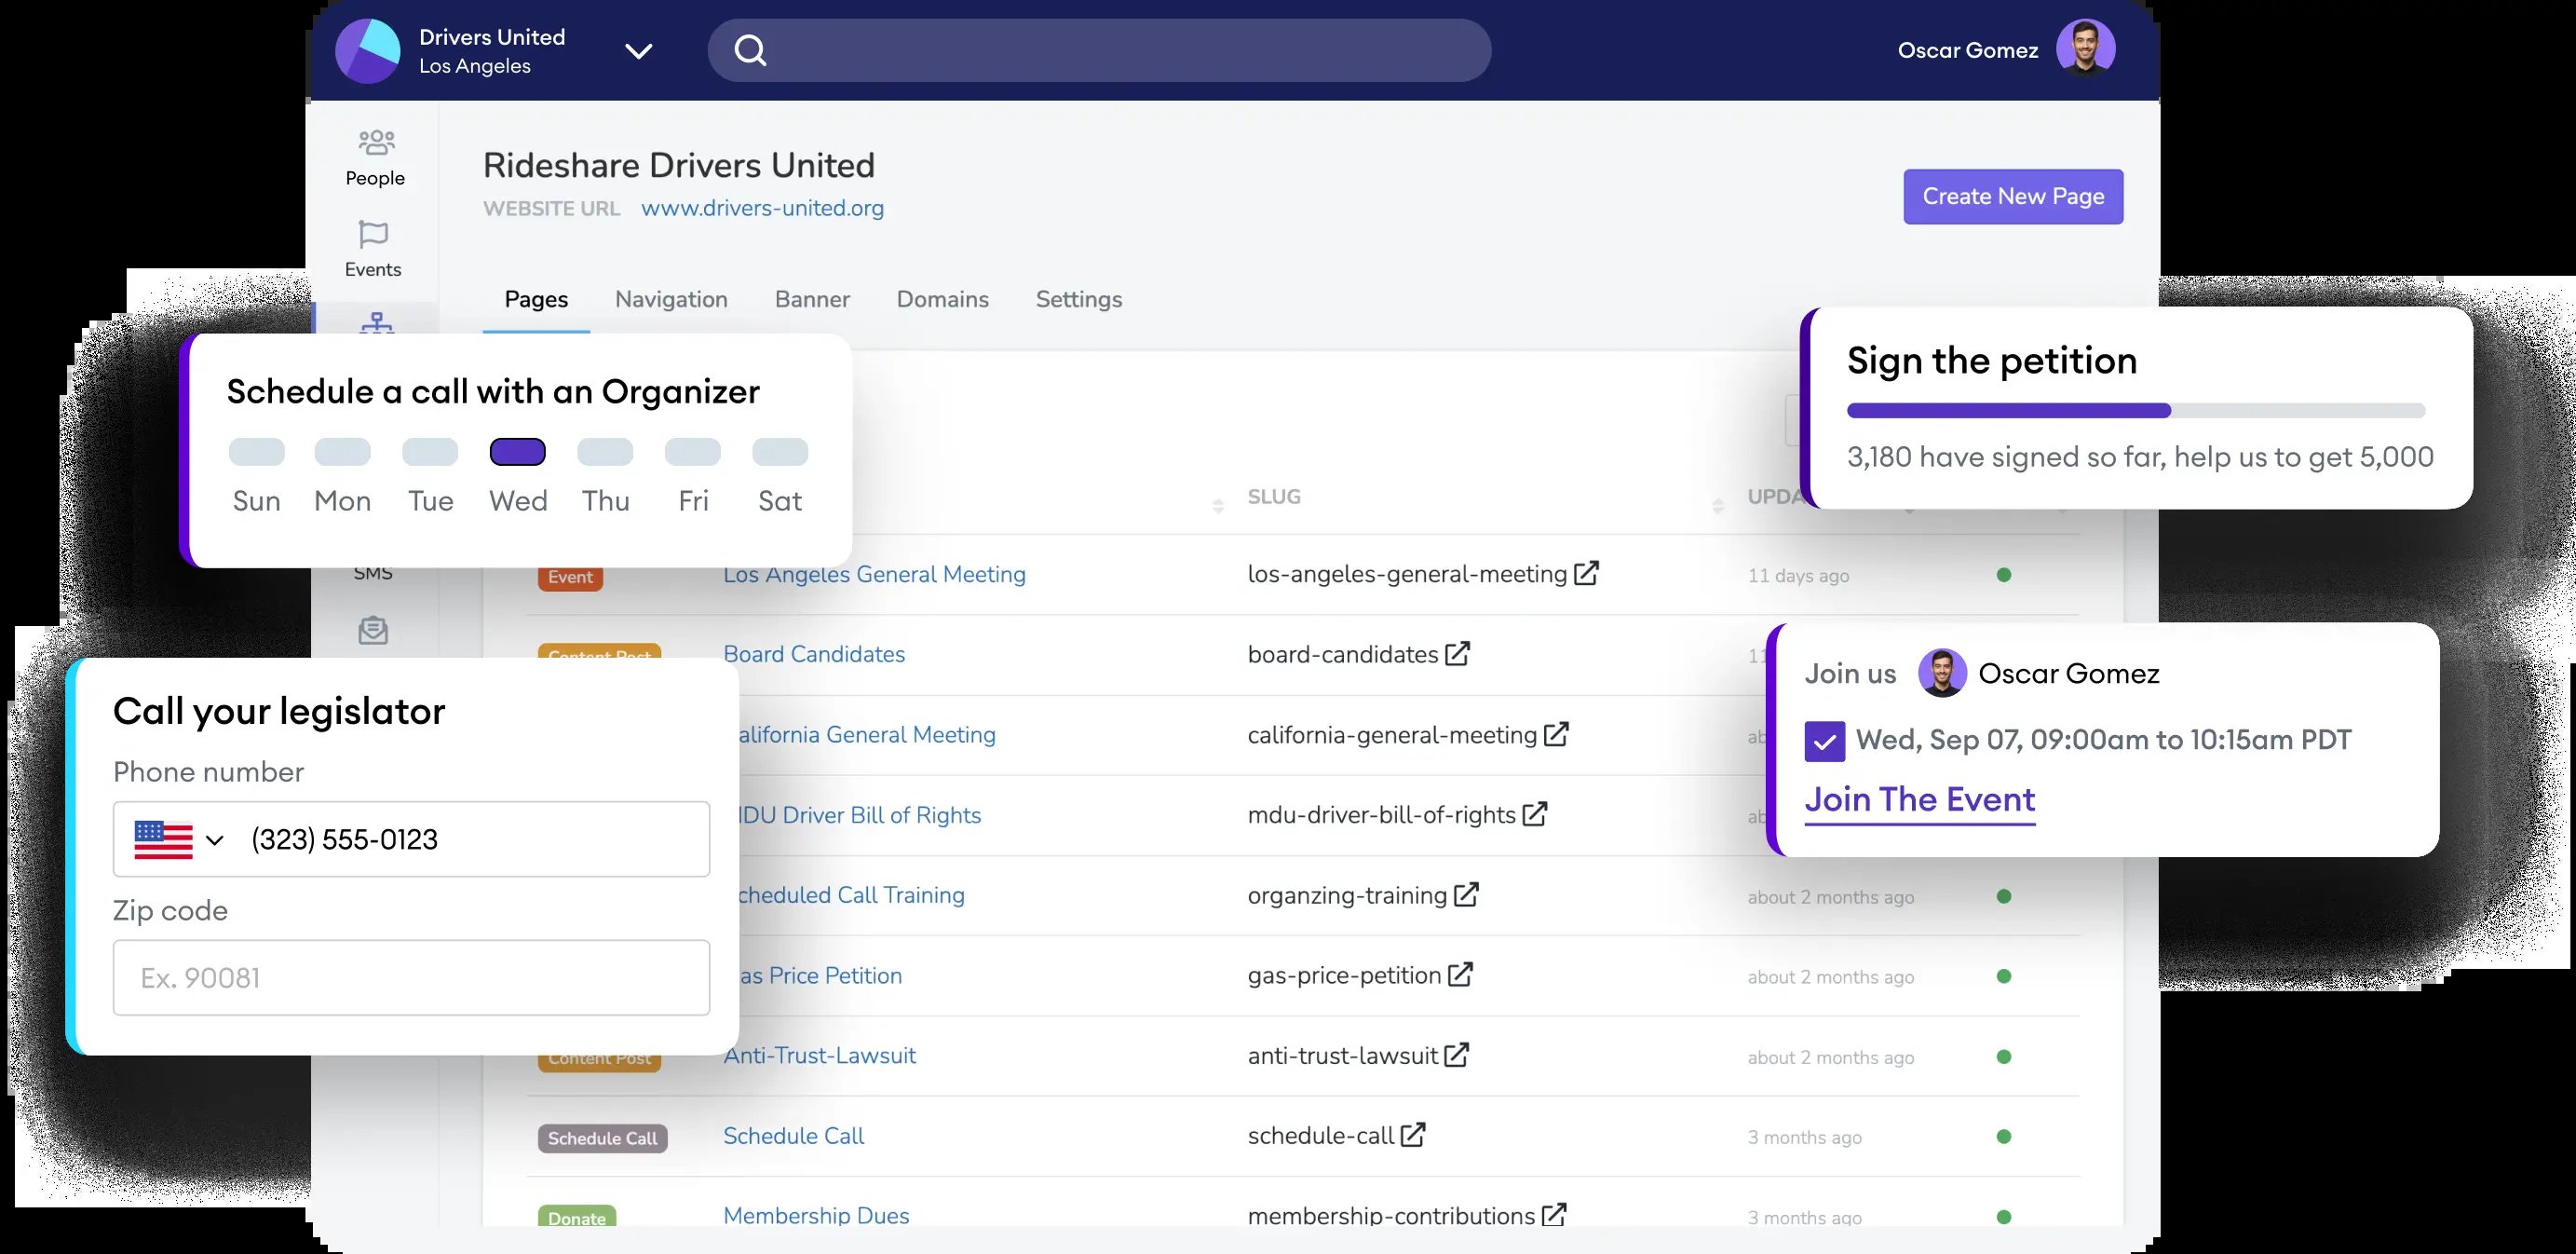 Drivers United
Los Angeles
Oscar Gomez
People
Events
SMS
Rideshare Drivers United
WEBSITE URL www.drivers-united.org
Create New Page
Pages Navigation Banner Domains Settings
Schedule a call with an Organizer
Sun Mon Tue Wed Thu Fri Sat
Sign the petition
3,180 have signed so far, help us to get 5,000
SLUG
Event Los Angeles General Meeting los-angeles-general-meeting 11 days ago
Content Post Board Candidates board-candidates
General Meeting california-general-meeting
Driver Bill of Rights mdu-driver-bill-of-rights
Call Training organzing-training about 2 months ago
Price Petition gas-price-petition about 2 months ago
Content Post Anti-Trust-Lawsuit anti-trust-lawsuit about 2 months ago
Schedule Call Schedule Call schedule-call 3 months ago
Donate Membership Dues membership-contributions 3 months ago
Call your legislator
Phone number
(323) 555-0123
Zip code
Ex. 90081
Join us Oscar Gomez
Wed, Sep 07, 09:00am to 10:15am PDT
Join The Event